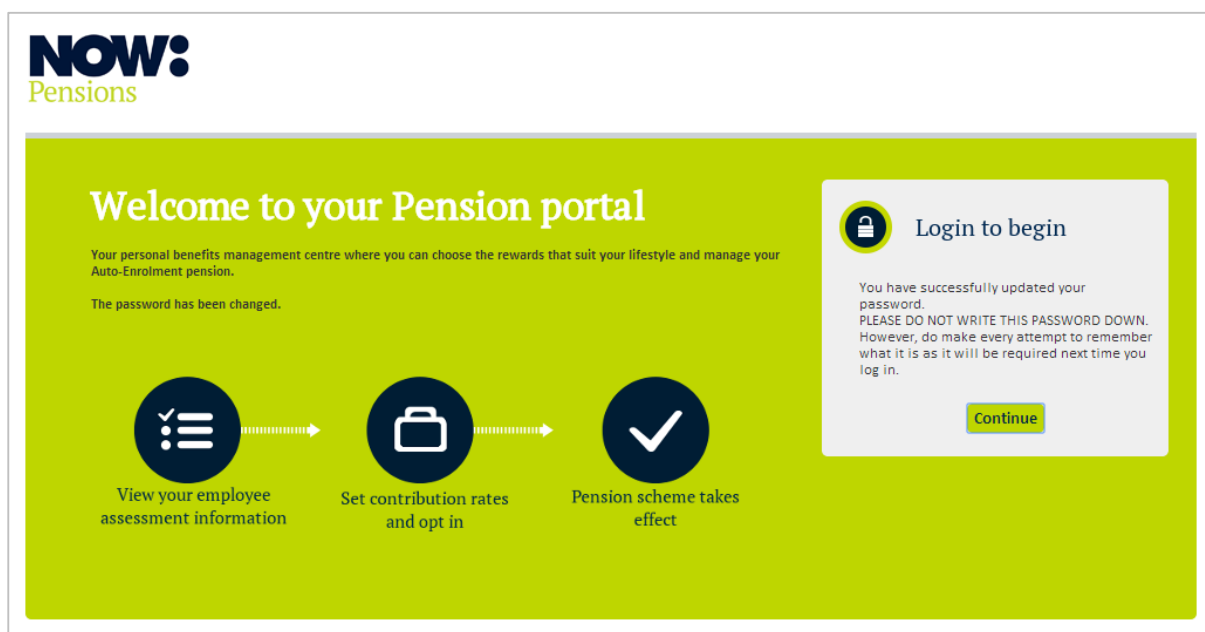 NOW:
Pensions
Welcome to your Pension portal
Your personal benefits management centre where you can choose the rewards that suit your lifestyle and manage your
Auto-Enrolment pension.
The password has been changed.
View your employee
assessment information
Set contribution rates
and opt in
Pension scheme takes
effect
Login to begin
You have successfully updated your
password.
PLEASE DO NOT WRITE THIS PASSWORD DOWN.
However, do make every attempt to remember
what it is as it will be required next time you
log in.
Continue